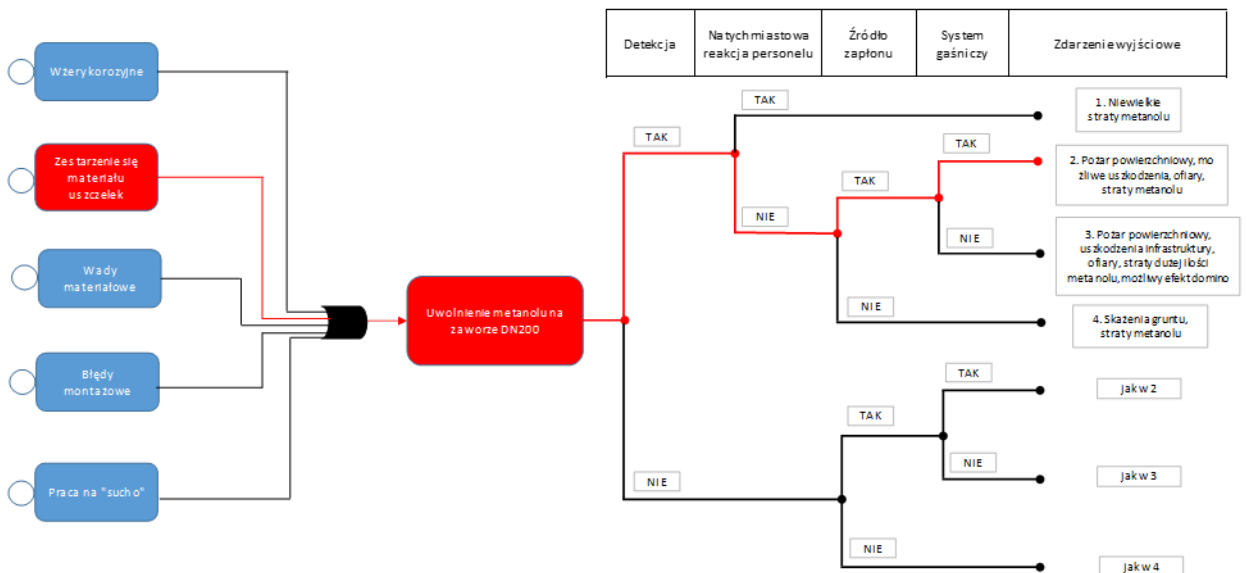 Detekcja
Natychmiastowa
reakcja personelu
Źródło
zapłonu
System
gaśniczy
Zdarzenie wyjściowe
Wżery korozyjne
Zestarzenie się
materiału
uszczelek
Wady
materiałowe
Błędy
montażowe
Praca na "sucho"
Uwolnienie metanolu na
zaworze DN200
TAK
NIE
TAK
NIE
TAK
NIE
TAK
NIE
TAK
NIE
TAK
NIE
1. Niewielkie
straty metanolu
2. Pożar powierzchniowy, mo
żliwe uszkodzenia, ofiary,
straty metanolu
3. Pożar powierzchniowy,
uszkodzenia infrastruktury,
ofiary, straty dużej ilości
metanolu, możliwy efekt domino
4. Skażenia gruntu,
straty metanolu
Jak w 2
Jak w 3
Jak w 4